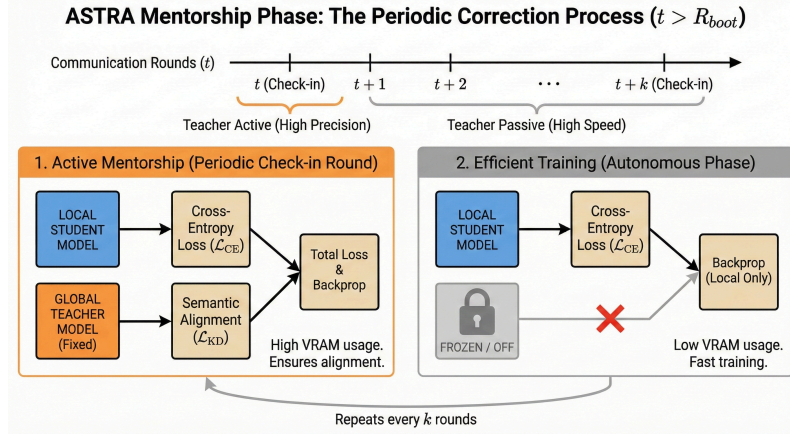 ASTRA Mentorship Phase: The Periodic Correction Process (t > R_boot)
Communication Rounds (t)
t (Check-in)
t + 1
t + 2
...
t + k (Check-in)
Teacher Active (High Precision)
Teacher Passive (High Speed)
1. Active Mentorship (Periodic Check-in Round)
LOCAL
STUDENT
MODEL
Cross-
Entropy
Loss (ℒ_CE)
Total Loss
&
Backprop
GLOBAL
TEACHER
MODEL
(Fixed)
Semantic
Alignment
(ℒ_KD)
High VRAM usage.
Ensures alignment.
2. Efficient Training (Autonomous Phase)
LOCAL
STUDENT
MODEL
Cross-
Entropy
Loss (ℒ_CE)
Backprop
(Local Only)
FROZEN / OFF
Low VRAM usage.
Fast training.
Repeats every k rounds